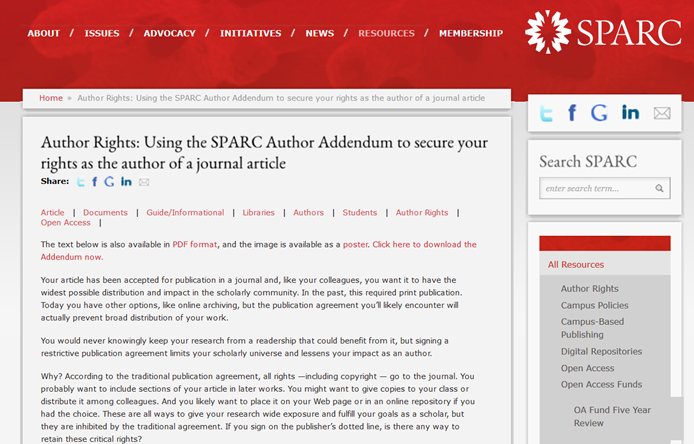 ABOUT / ISSUES / ADVOCACY / INITIATIVES / NEWS / RESOURCES / MEMBERSHIP
SPARC
Home » Author Rights: Using the SPARC Author Addendum to secure your rights as the author of a journal article
Author Rights: Using the SPARC Author Addendum to secure your
rights as the author of a journal article
Share:
Article | Documents | Guide/Informational | Libraries | Authors | Students | Author Rights |
Open Access |
The text below is also available in PDF format, and the image is available as a poster. Click here to download the
Addendum now.
Your article has been accepted for publication in a journal and, like your colleagues, you want it to have the
widest possible distribution and impact in the scholarly community. In the past, this required print publication.
Today you have other options, like online archiving, but the publication agreement you'll likely encounter will
actually prevent broad distribution of your work.
You would never knowingly keep your research from a readership that could benefit from it, but signing a
restrictive publication agreement limits your scholarly universe and lessens your impact as an author.
Why? According to the traditional publication agreement, all rights —including copyright — go to the journal. You
probably want to include sections of your article in later works. You might want to give copies to your class or
distribute it among colleagues. And you likely want to place it on your Web page or in an online repository if you
had the choice. These are all ways to give your research wide exposure and fulfill your goals as a scholar, but
they are inhibited by the traditional agreement. If you sign on the publisher's dotted line, is there any way to
retain these critical rights?
Search SPARC
enter search term...
All Resources
Author Rights
Campus Policies
Campus-Based
Publishing
Digital Repositories
Open Access
Open Access Funds
OA Fund Five Year
Review